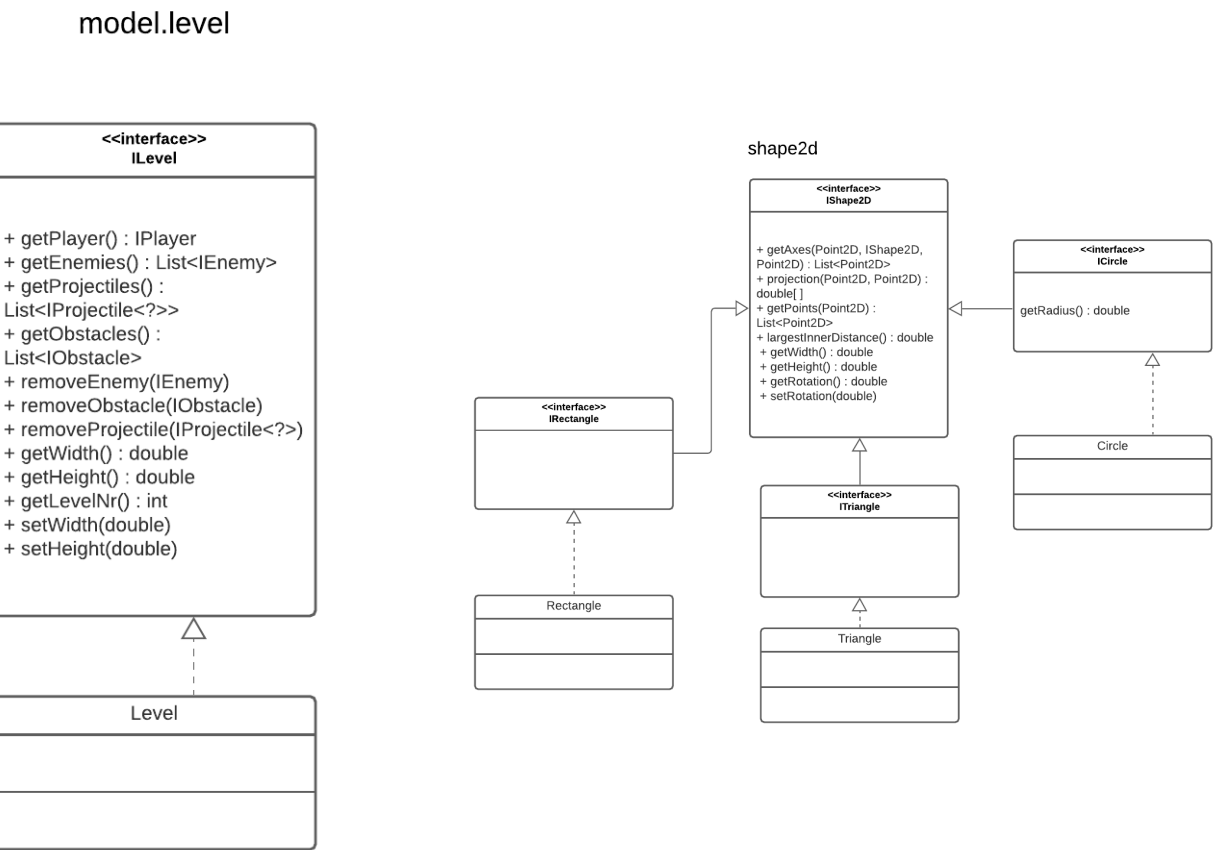 model.level
<<interface>>
ILevel
+ getPlayer() : IPlayer
+ getEnemies() : List<IEnemy>
+ getProjectiles() :
List<IProjectile<?>>
+ getObstacles() :
List<IObstacle>
+ removeEnemy(IEnemy)
+ removeObstacle(IObstacle)
+ removeProjectile(IProjectile<?>)
+ getWidth() : double
+ getHeight() : double
+ getLevelNr() : int
+ setWidth(double)
+ setHeight(double)
Level
shape2d
<<interface>>
IShape2D
+ getAxes(Point2D, IShape2D,
Point2D) : List<Point2D>
+ projection(Point2D, Point2D) :
double[ ]
+ getPoints(Point2D) :
List<Point2D>
+ largestInnerDistance() : double
+ getWidth() : double
+ getHeight() : double
+ getRotation() : double
+ setRotation(double)
<<interface>>
ICircle
getRadius() : double
Circle
<<interface>>
IRectangle
Rectangle
<<interface>>
ITriangle
Triangle